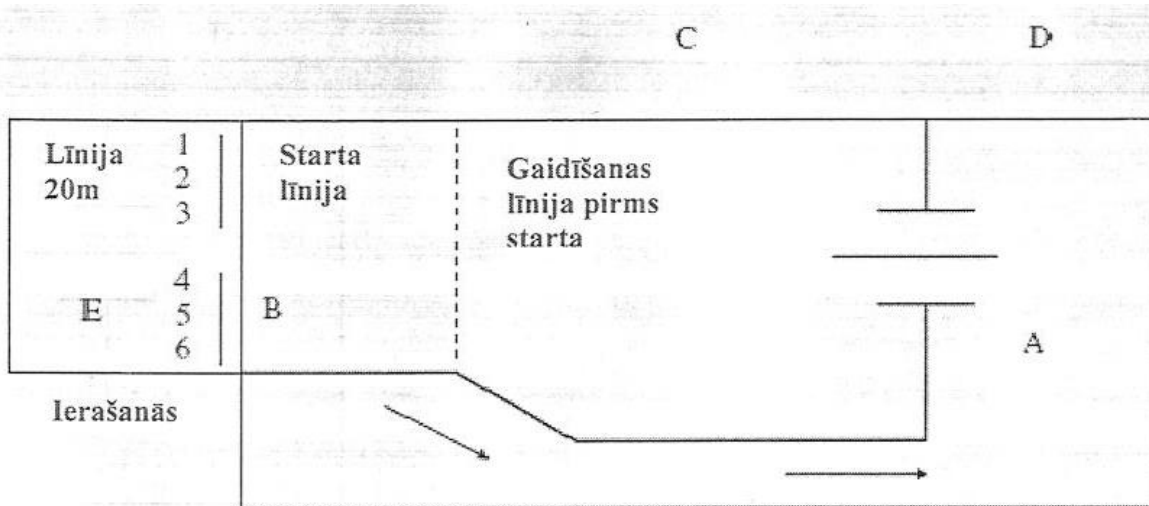 C
D
Līnija
20m
1
2
3
Starta
līnija
Gaidīšanas
līnija pirms
starta
E
4
5
6
B
A
Ierašanās